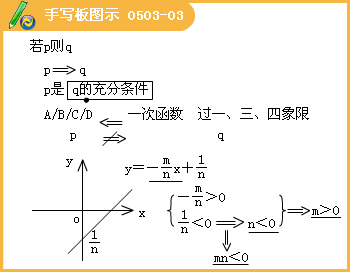 手写板图示 0503-03
若p则q
p⟹q
p是 q的充分条件
A/B/C/D ⟸ 一次函数 过一、三、四象限
p ⇏ q
y
y=-m/n x+1/n
o x
1/n
{ -m/n>0
1/n<0 ⟹ n<0 } ⟹ m>0
⇓
mn<0